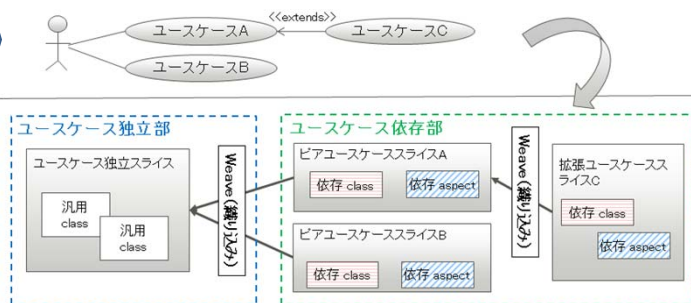 <<extends>>
ユースケースA
ユースケースC
ユースケースB
ユースケース独立部
ユースケース依存部
ユースケース独立スライス
汎用
class
汎用
class
Weave(織り込み)
ピアユースケーススライスA
依存 class
依存 aspect
ピアユースケーススライスB
依存 class
依存 aspect
Weave(織り込み)
拡張ユースケースス
ライスC
依存 class
依存 aspect